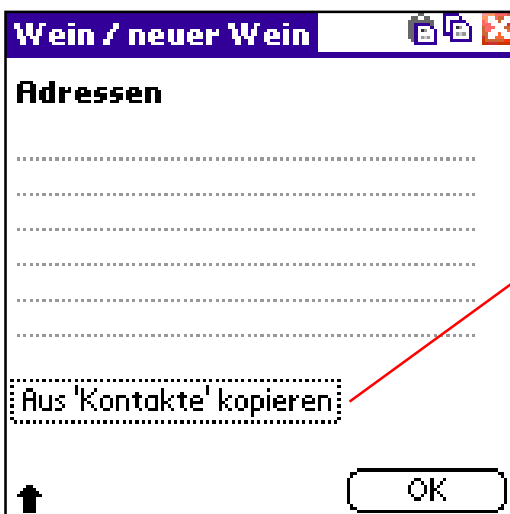 Wein / neuer Wein
Adressen
Aus 'Kontakte' kopieren
OK